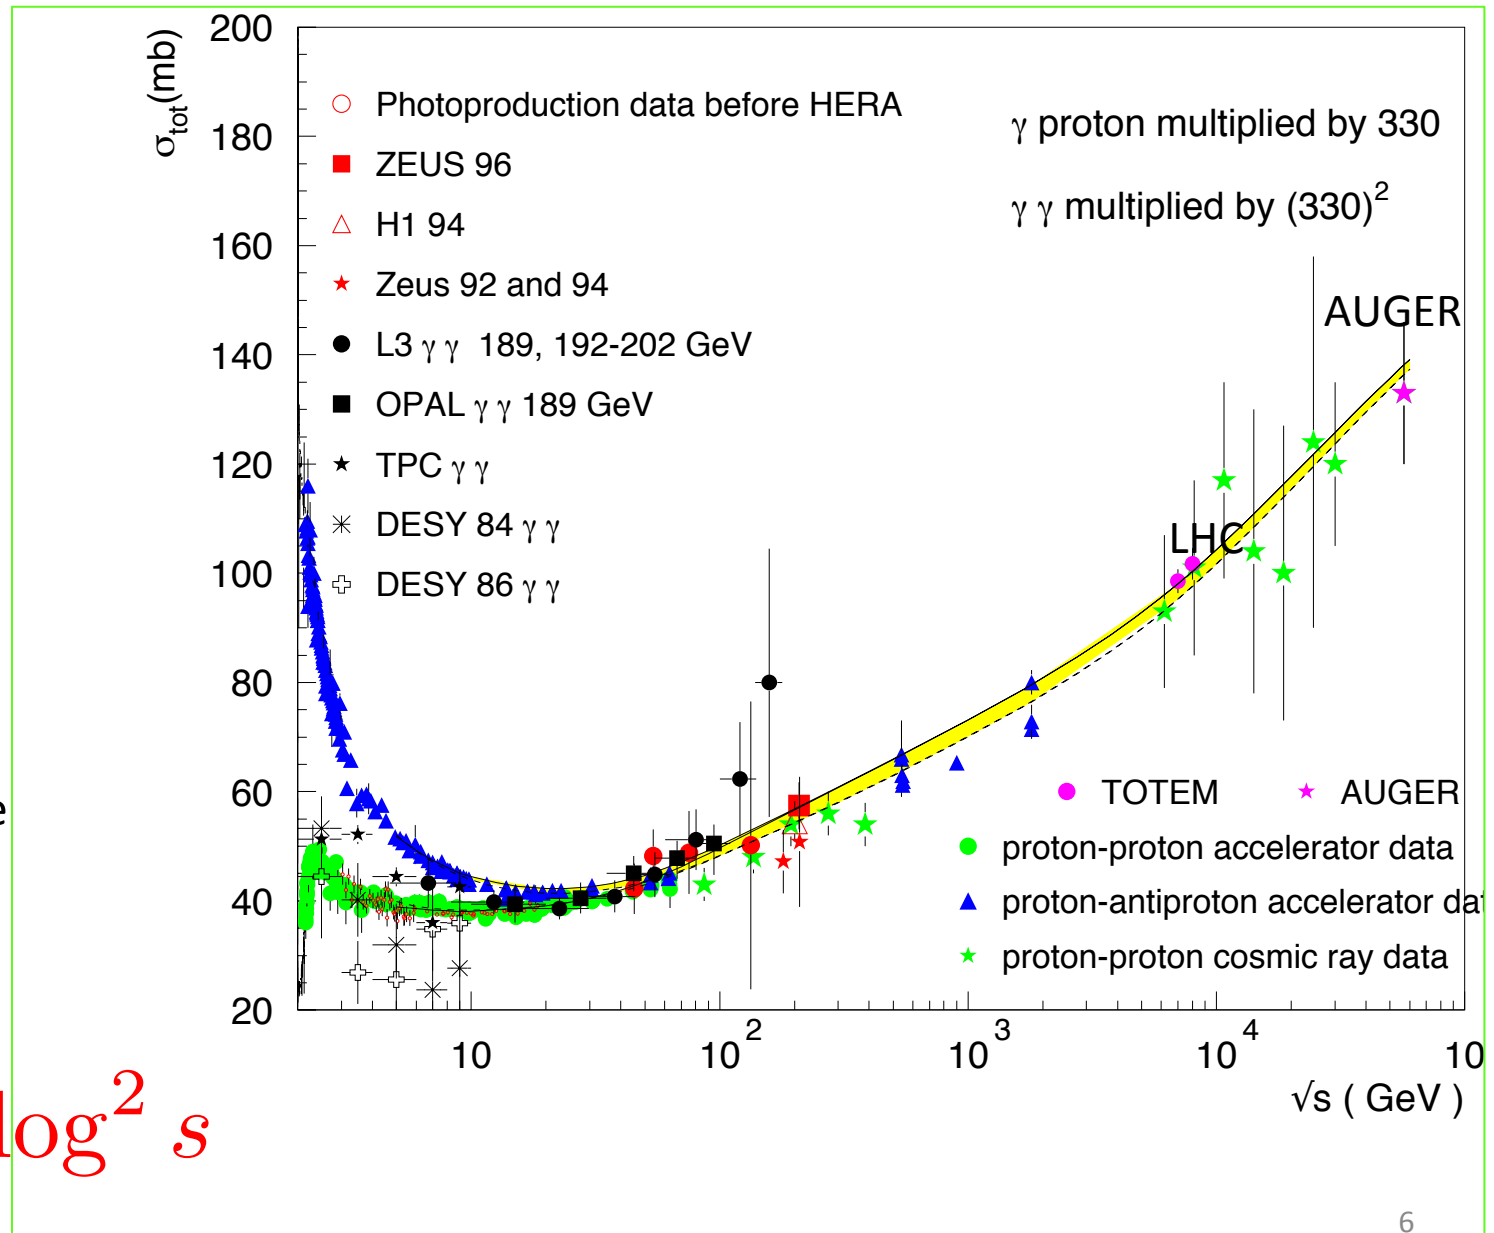 200
180
160
140
120
100
80
60
40
20
σtot(mb)
Photoproduction data before HERA
ZEUS 96
H1 94
Zeus 92 and 94
L3 γ γ 189, 192-202 GeV
OPAL γ γ 189 GeV
TPC γ γ
DESY 84 γ γ
DESY 86 γ γ
γ proton multiplied by 330
γ γ multiplied by (330)²
AUGER
LHC
TOTEM
AUGER
proton-proton accelerator data
proton-antiproton accelerator dat
proton-proton cosmic ray data
10
10²
10³
10⁴
10
√s ( GeV )
e
log² s
6